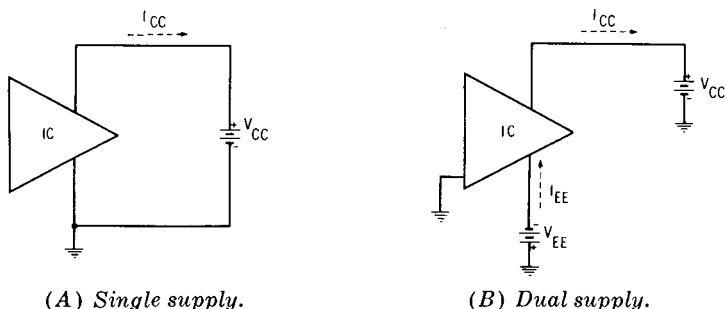 I CC
IC
+
V CC
-
(A) Single supply.
I CC
+
V CC
-
IC
I EE
-
V EE
+
(B) Dual supply.